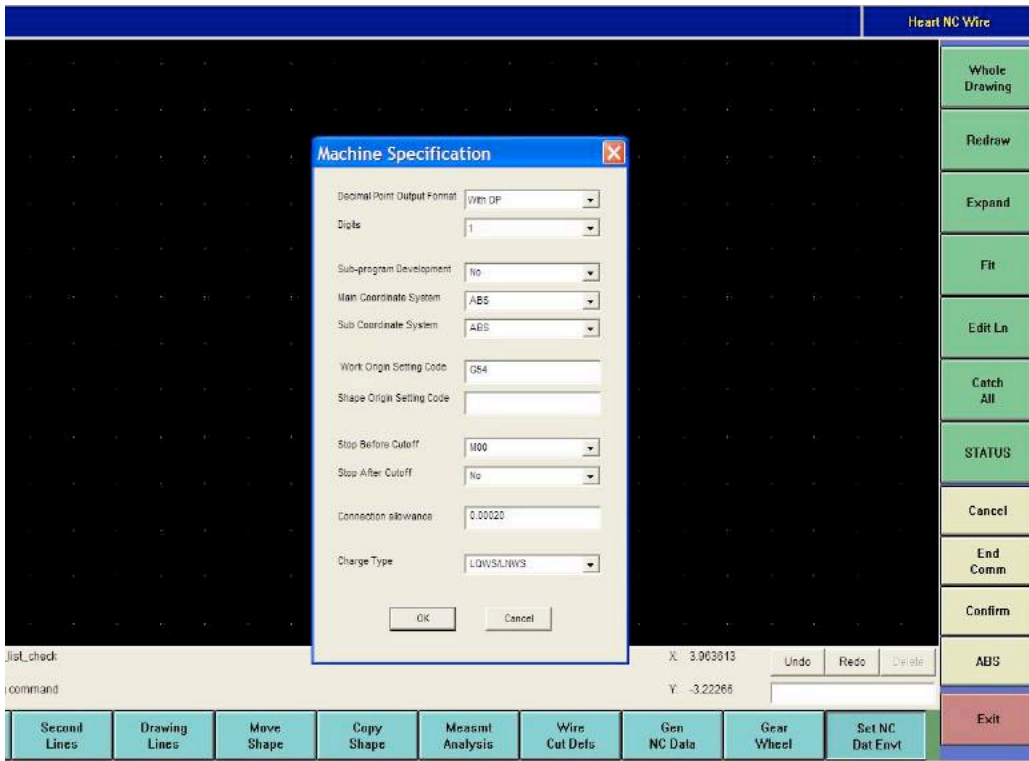 Heart NC Wire
Whole
Drawing
Redraw
Expand
Fit
Edit Ln
Catch
All
STATUS
Cancel
End
Comm
Confirm
ABS
Exit
Machine Specification
Decimal Point Output Format With DP
Digits 1
Sub-program Development No
Main Coordinate System ABS
Sub Coordinate System ABS
Work Origin Setting Code G54
Shape Origin Setting Code
Stop Before Cutoff M00
Stop After Cutoff No
Connection allowance 0.00020
Charge Type LQWS/LNWS
OK Cancel
_list_check X: 3.963613 Undo Redo Delete
command Y: -3.22266
Second
Lines
Drawing
Lines
Move
Shape
Copy
Shape
Measmt
Analysis
Wire
Cut Defs
Gen
NC Data
Gear
Wheel
Set NC
Dat Envt